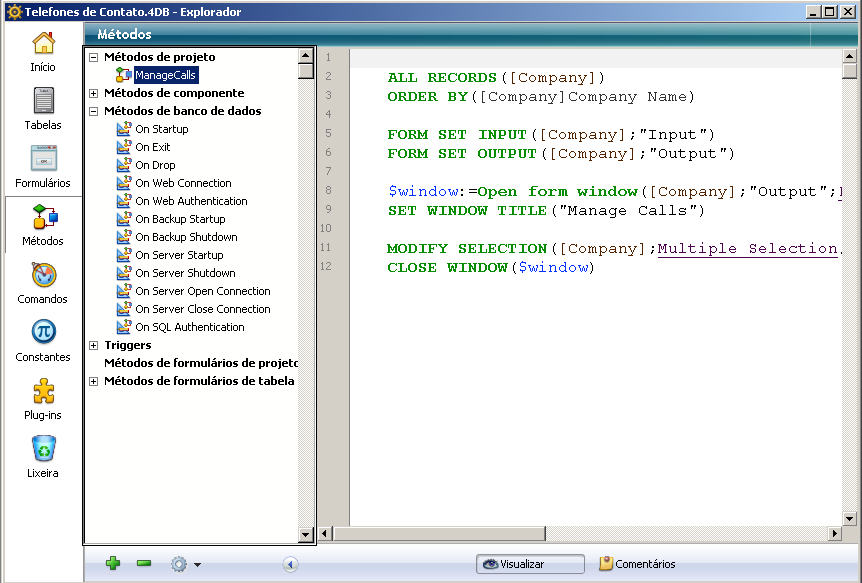 Telefones de Contato.4DB - Explorador
Início
Tabelas
Formulários
Métodos
Comandos
Constantes
Plug-ins
Lixeira
Métodos
Métodos de projeto
ManageCalls
Métodos de componente
Métodos de banco de dados
On Startup
On Exit
On Drop
On Web Connection
On Web Authentication
On Backup Startup
On Backup Shutdown
On Server Startup
On Server Shutdown
On Server Open Connection
On Server Close Connection
On SQL Authentication
Triggers
Métodos de formulários de projeto
Métodos de formulários de tabela
1
2 ALL RECORDS([Company])
3 ORDER BY([Company]Company Name)
4
5 FORM SET INPUT([Company];"Input")
6 FORM SET OUTPUT([Company];"Output")
7
8 $window:=Open form window([Company];"Output";
9 SET WINDOW TITLE("Manage Calls")
10
11 MODIFY SELECTION([Company];Multiple Selection
12 CLOSE WINDOW($window)
Visualizar
Comentários